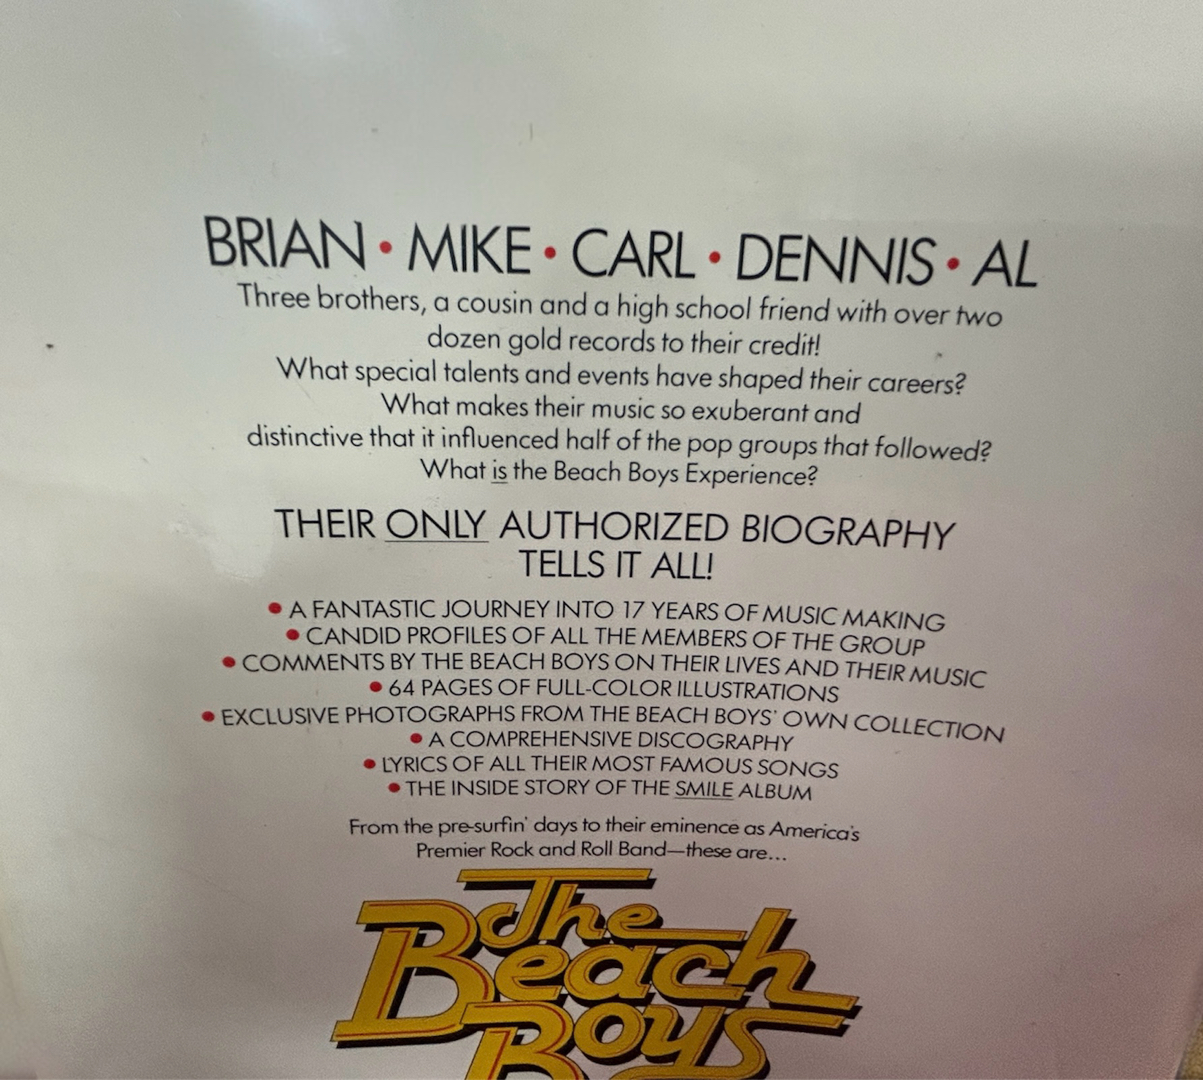 BRIAN • MIKE • CARL • DENNIS • AL
Three brothers, a cousin and a high school friend with over two
dozen gold records to their credit!
What special talents and events have shaped their careers?
What makes their music so exuberant and
distinctive that it influenced half of the pop groups that followed?
What is the Beach Boys Experience?
THEIR ONLY AUTHORIZED BIOGRAPHY
TELLS IT ALL!
• A FANTASTIC JOURNEY INTO 17 YEARS OF MUSIC MAKING
• CANDID PROFILES OF ALL THE MEMBERS OF THE GROUP
• COMMENTS BY THE BEACH BOYS ON THEIR LIVES AND THEIR MUSIC
• 64 PAGES OF FULL-COLOR ILLUSTRATIONS
• EXCLUSIVE PHOTOGRAPHS FROM THE BEACH BOYS' OWN COLLECTION
• A COMPREHENSIVE DISCOGRAPHY
• LYRICS OF ALL THEIR MOST FAMOUS SONGS
• THE INSIDE STORY OF THE SMILE ALBUM
From the pre-surfin' days to their eminence as America's
Premier Rock and Roll Band—these are...
The
Beach
Boys